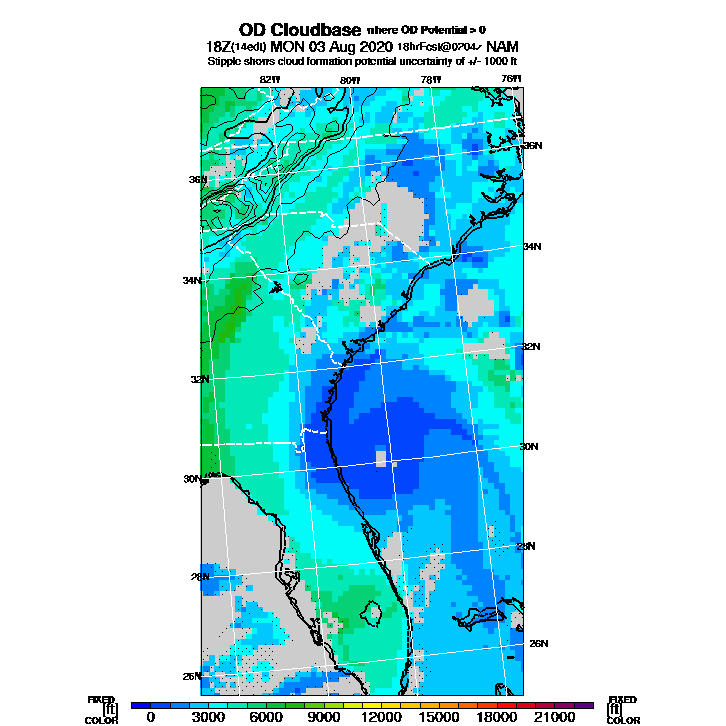 OD Cloudbase where OD Potential > 0
18Z(14edt) MON 03 Aug 2020 18hrFcst@0704z NAM
Stipple shows cloud formation potential uncertainty of +/- 1000 ft
82W 80W 78W 76W
36N
36N
34N
34N
32N
32N
30N
30N
28N
28N
26N
26N
FIXED FIXED
[ft] [ft]
COLOR COLOR
0 3000 6000 9000 12000 15000 18000 21000